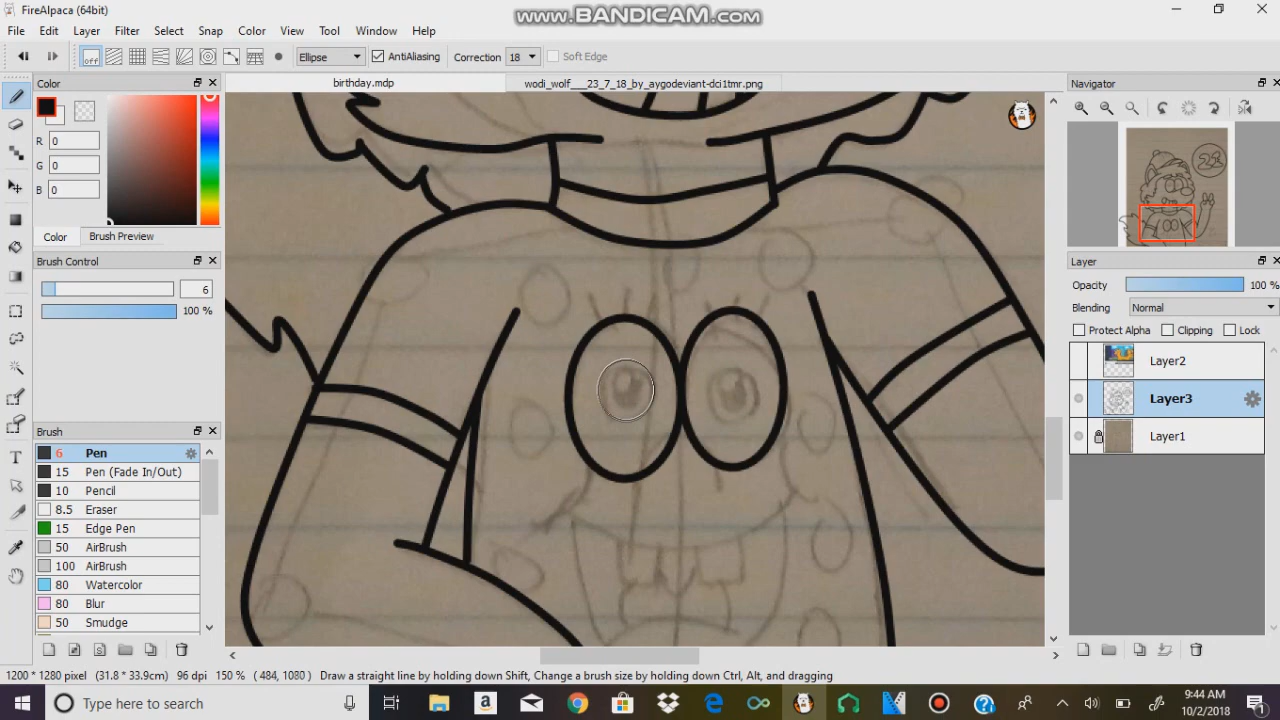 FireAlpaca (64bit)
www.BANDICAM.com
File Edit Layer Filter Select Snap Color View Tool Window Help
off Ellipse AntiAliasing Correction 18 Soft Edge
Color
birthday.mdp
wodi_wolf___23_7_18_by_aygodeviant-dci1tmr.png
Navigator
R 0
G 0
B 0
Color Brush Preview
Brush Control
6
100 %
Layer
Opacity 100 %
Blending Normal
Protect Alpha Clipping Lock
Layer2
Layer3
Layer1
Brush
6 Pen
15 Pen (Fade In/Out)
10 Pencil
8.5 Eraser
15 Edge Pen
50 AirBrush
100 AirBrush
80 Watercolor
80 Blur
50 Smudge
1200 * 1280 pixel (31.8 * 33.9cm) 96 dpi 150 % ( 484, 1080 ) Draw a straight line by holding down Shift, Change a brush size by holding down Ctrl, Alt, and dragging
Type here to search
9:44 AM
10/2/2018